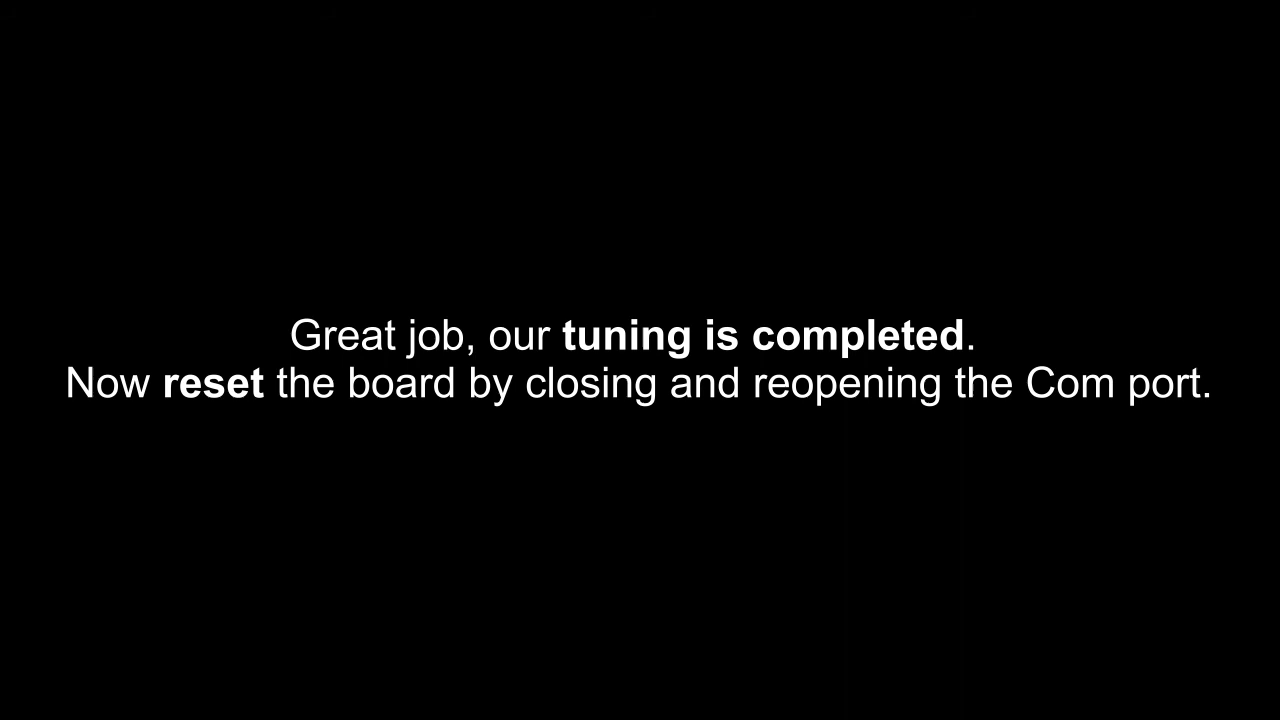 Great job, our tuning is completed.
Now reset the board by closing and reopening the Com port.